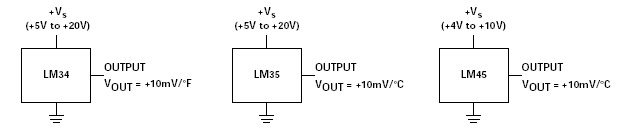 +Vs
(+5V to +20V)
LM34
OUTPUT
VOUT = +10mV/°F
+Vs
(+5V to +20V)
LM35
OUTPUT
VOUT = +10mV/°C
+Vs
(+4V to +10V)
LM45
OUTPUT
VOUT = +10mV/°C